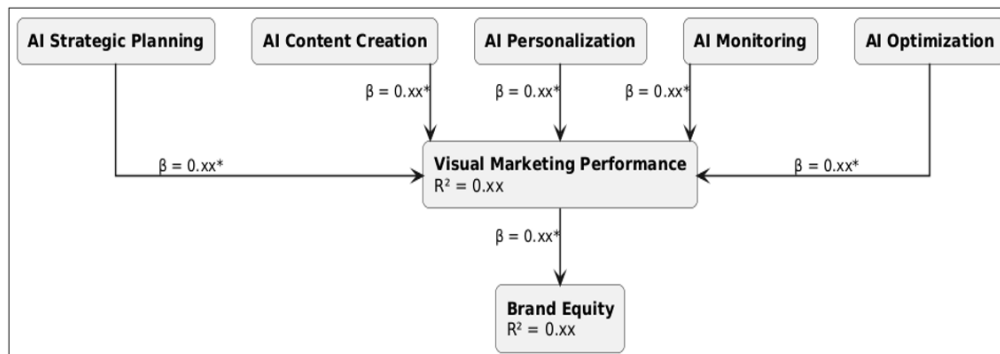 AI Strategic Planning
AI Content Creation
AI Personalization
AI Monitoring
AI Optimization
β = 0.xx*
β = 0.xx*
β = 0.xx*
β = 0.xx*
Visual Marketing Performance
R² = 0.xx
β = 0.xx*
β = 0.xx*
Brand Equity
R² = 0.xx